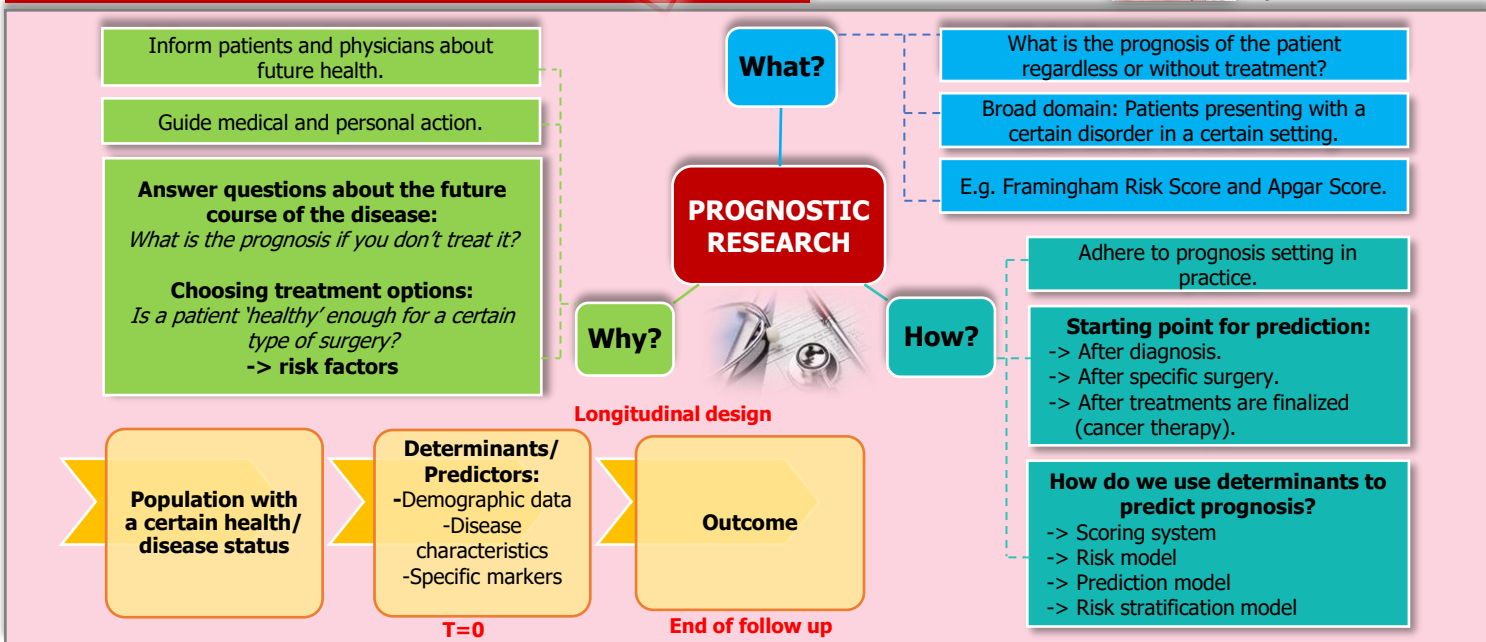 Inform patients and physicians about
future health.
Guide medical and personal action.
Answer questions about the future
course of the disease:
What is the prognosis if you don’t treat it?
Choosing treatment options:
Is a patient ‘healthy’ enough for a certain
type of surgery?
-> risk factors
What?
What is the prognosis of the patient
regardless or without treatment?
Broad domain: Patients presenting with a
certain disorder in a certain setting.
E.g. Framingham Risk Score and Apgar Score.
PROGNOSTIC
RESEARCH
Why?
How?
Adhere to prognosis setting in
practice.
Starting point for prediction:
-> After diagnosis.
-> After specific surgery.
-> After treatments are finalized
(cancer therapy).
How do we use determinants to
predict prognosis?
-> Scoring system
-> Risk model
-> Prediction model
-> Risk stratification model
Longitudinal design
Population with
a certain health/
disease status
Determinants/
Predictors:
-Demographic data
-Disease
characteristics
-Specific markers
Outcome
T=0
End of follow up